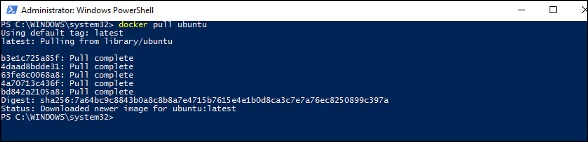 Administrator: Windows PowerShell
PS C:\WINDOWS\system32> docker pull ubuntu
Using default tag: latest
latest: Pulling from library/ubuntu
b3e1c725a85f: Pull complete
4daad8bdde31: Pull complete
63fe8c0068a8: Pull complete
4a70713c436f: Pull complete
bd842a2105a8: Pull complete
Digest: sha256:7a64bc9c8843b0a8c8b8a7e4715b7615e4e1b0d8ca3c7e7a76ec8250899c397a
Status: Downloaded newer image for ubuntu:latest
PS C:\WINDOWS\system32>